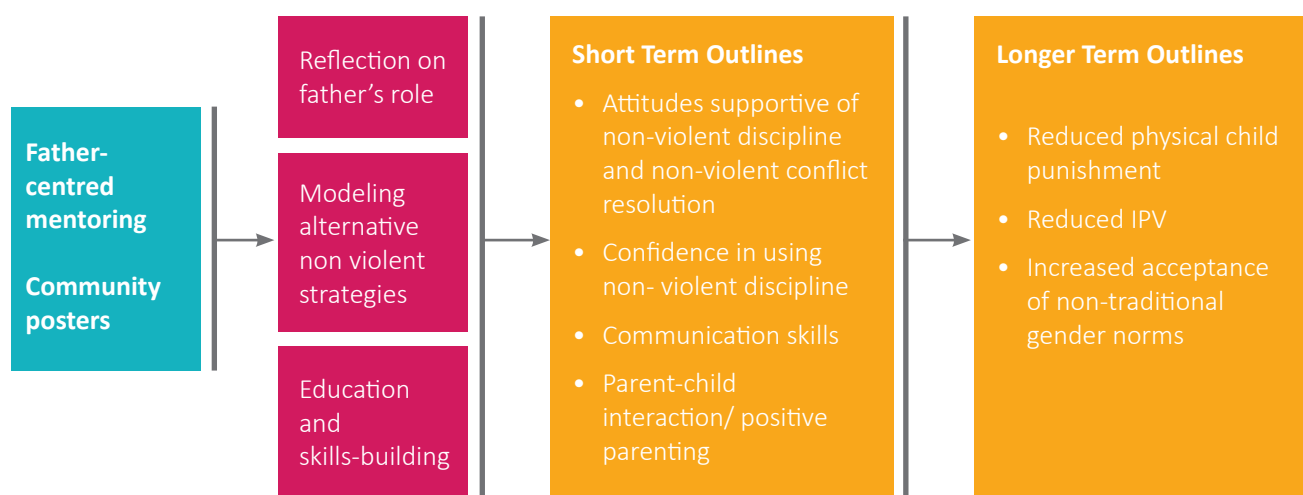 Father-
centred
mentoring
Community
posters
Reflection on
father’s role
Modeling
alternative
non violent
strategies
Education
and
skills-building
Short Term Outlines
• Attitudes supportive of
non-violent discipline
and non-violent conflict
resolution
• Confidence in using
non- violent discipline
• Communication skills
• Parent-child
interaction/ positive
parenting
Longer Term Outlines
• Reduced physical child
punishment
• Reduced IPV
• Increased acceptance
of non-traditional
gender norms